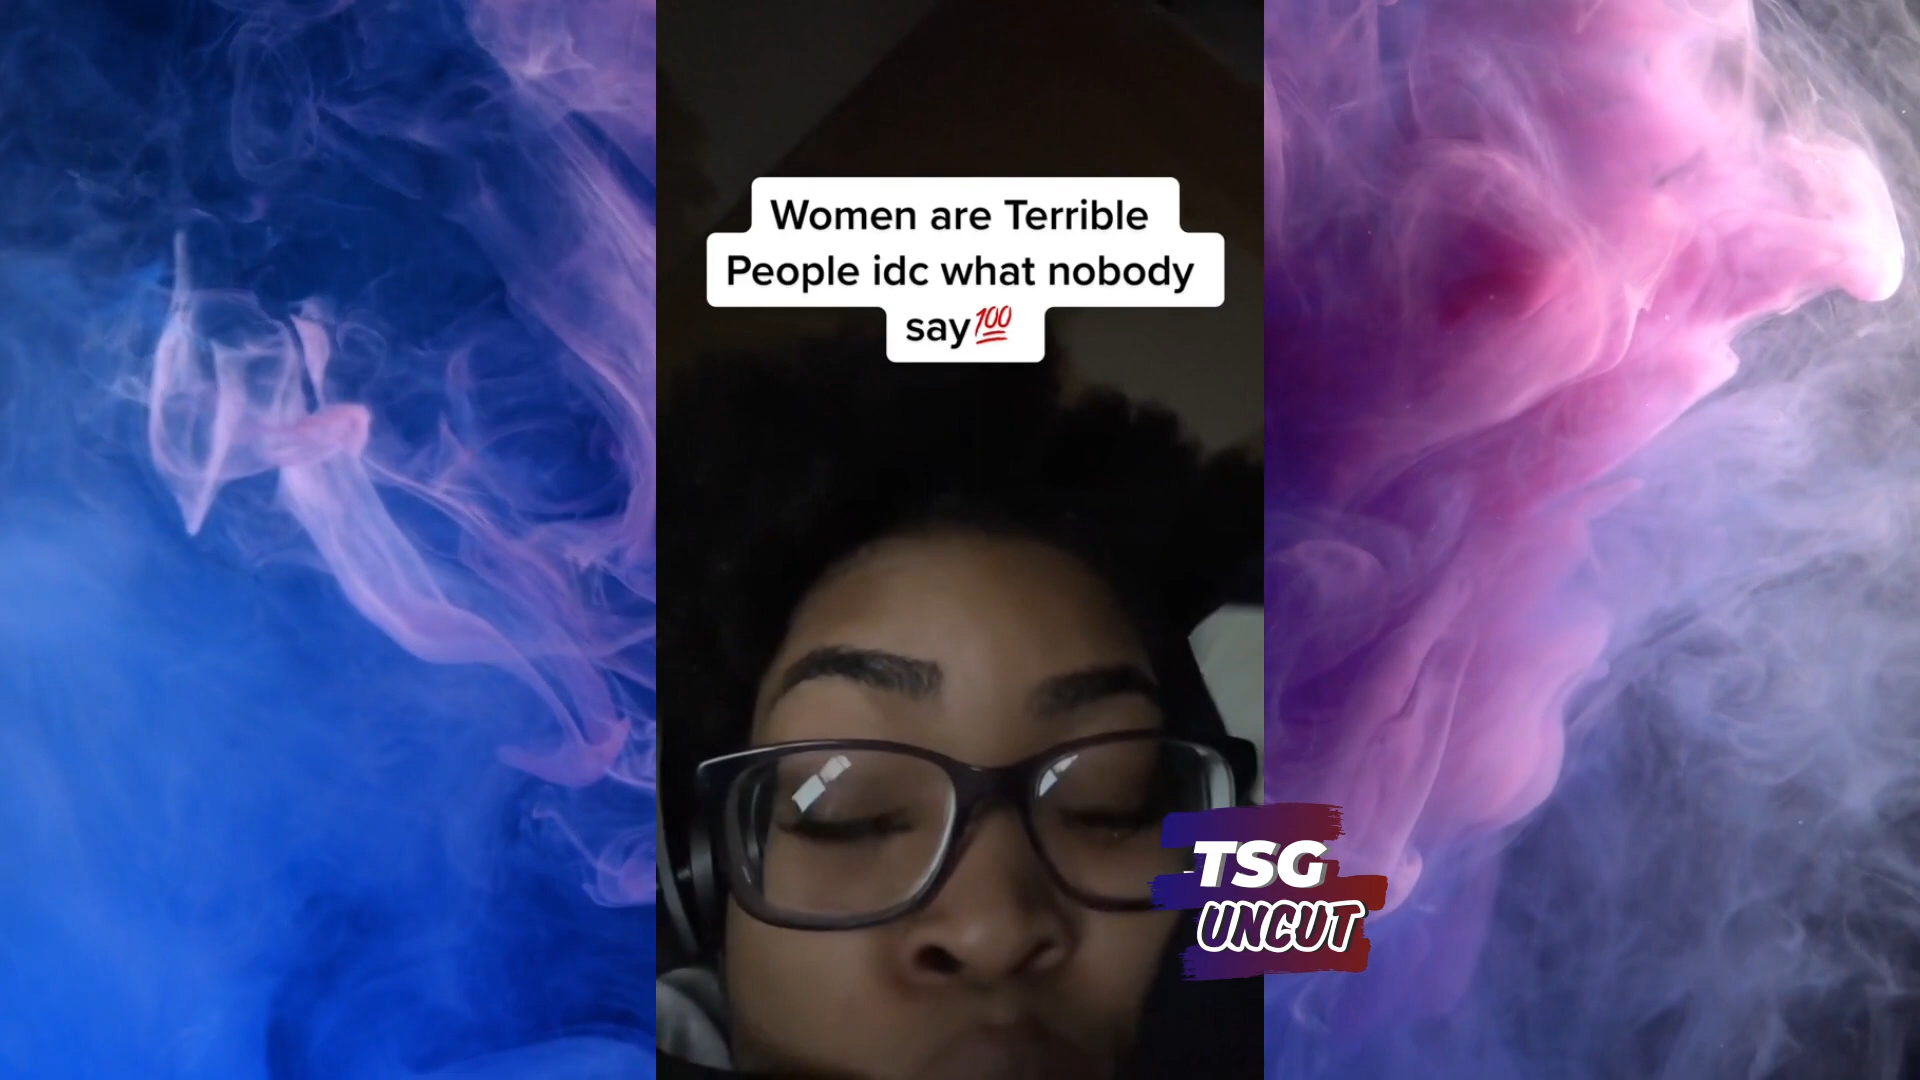 Women are Terrible
People idc what nobody
say💯
TSG
UNCUT